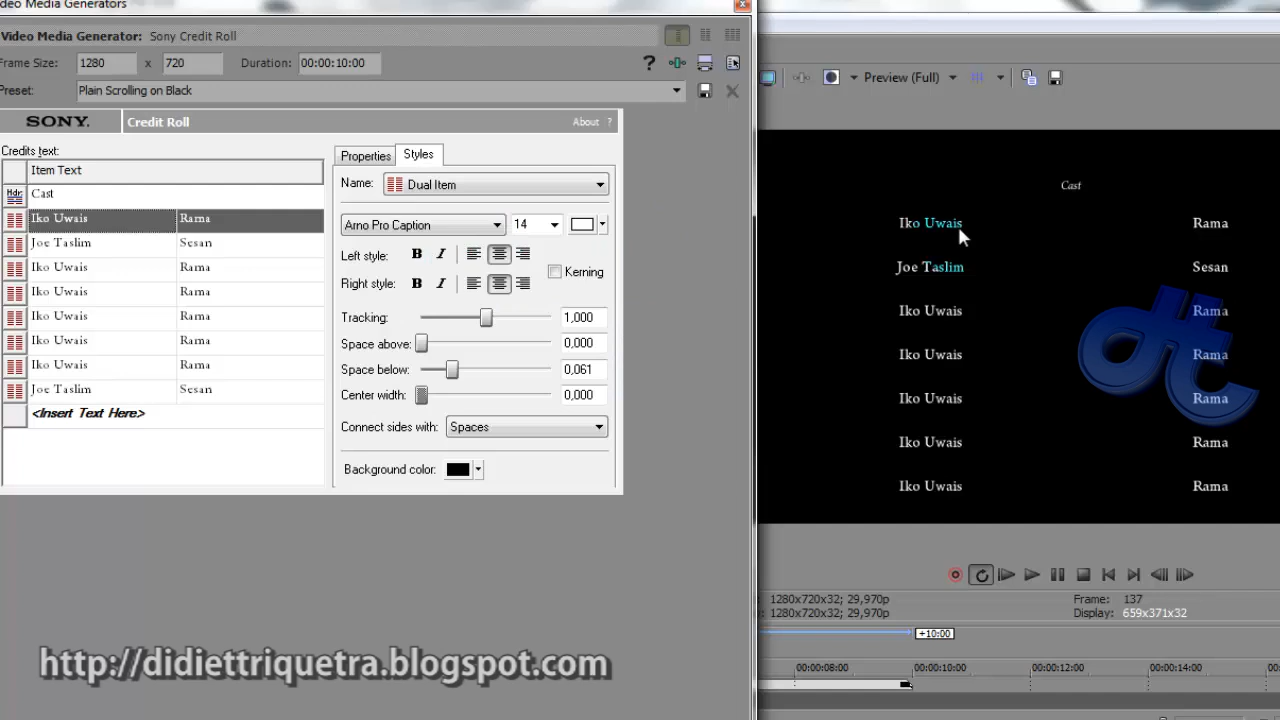 deo Media Generators
Video Media Generator: Sony Credit Roll
Frame Size: 1280 x 720 Duration: 00:00:10:00
Preset: Plain Scrolling on Black
SONY. Credit Roll About ?
Credits text:
Item Text
Hdr: Cast
Iko Uwais Rama
Joe Taslim Sesan
Iko Uwais Rama
Iko Uwais Rama
Iko Uwais Rama
Iko Uwais Rama
Iko Uwais Rama
Joe Taslim Sesan
<Insert Text Here>
Properties Styles
Name: Dual Item
Arno Pro Caption 14
Left style: B I
Kerning
Right style: B I
Tracking: 1,000
Space above: 0,000
Space below: 0,061
Center width: 0,000
Connect sides with: Spaces
Background color:
Preview (Full)
Cast
Iko Uwais Rama
Joe Taslim Sesan
Iko Uwais Rama
Iko Uwais Rama
Iko Uwais Rama
Iko Uwais Rama
Iko Uwais Rama
1280x720x32; 29,970p Frame: 137
1280x720x32; 29,970p Display: 659x371x32
+10:00
00:00:08:00 00:00:10:00 00:00:12:00 00:00:14:00
http://didiettriquetra.blogspot.com